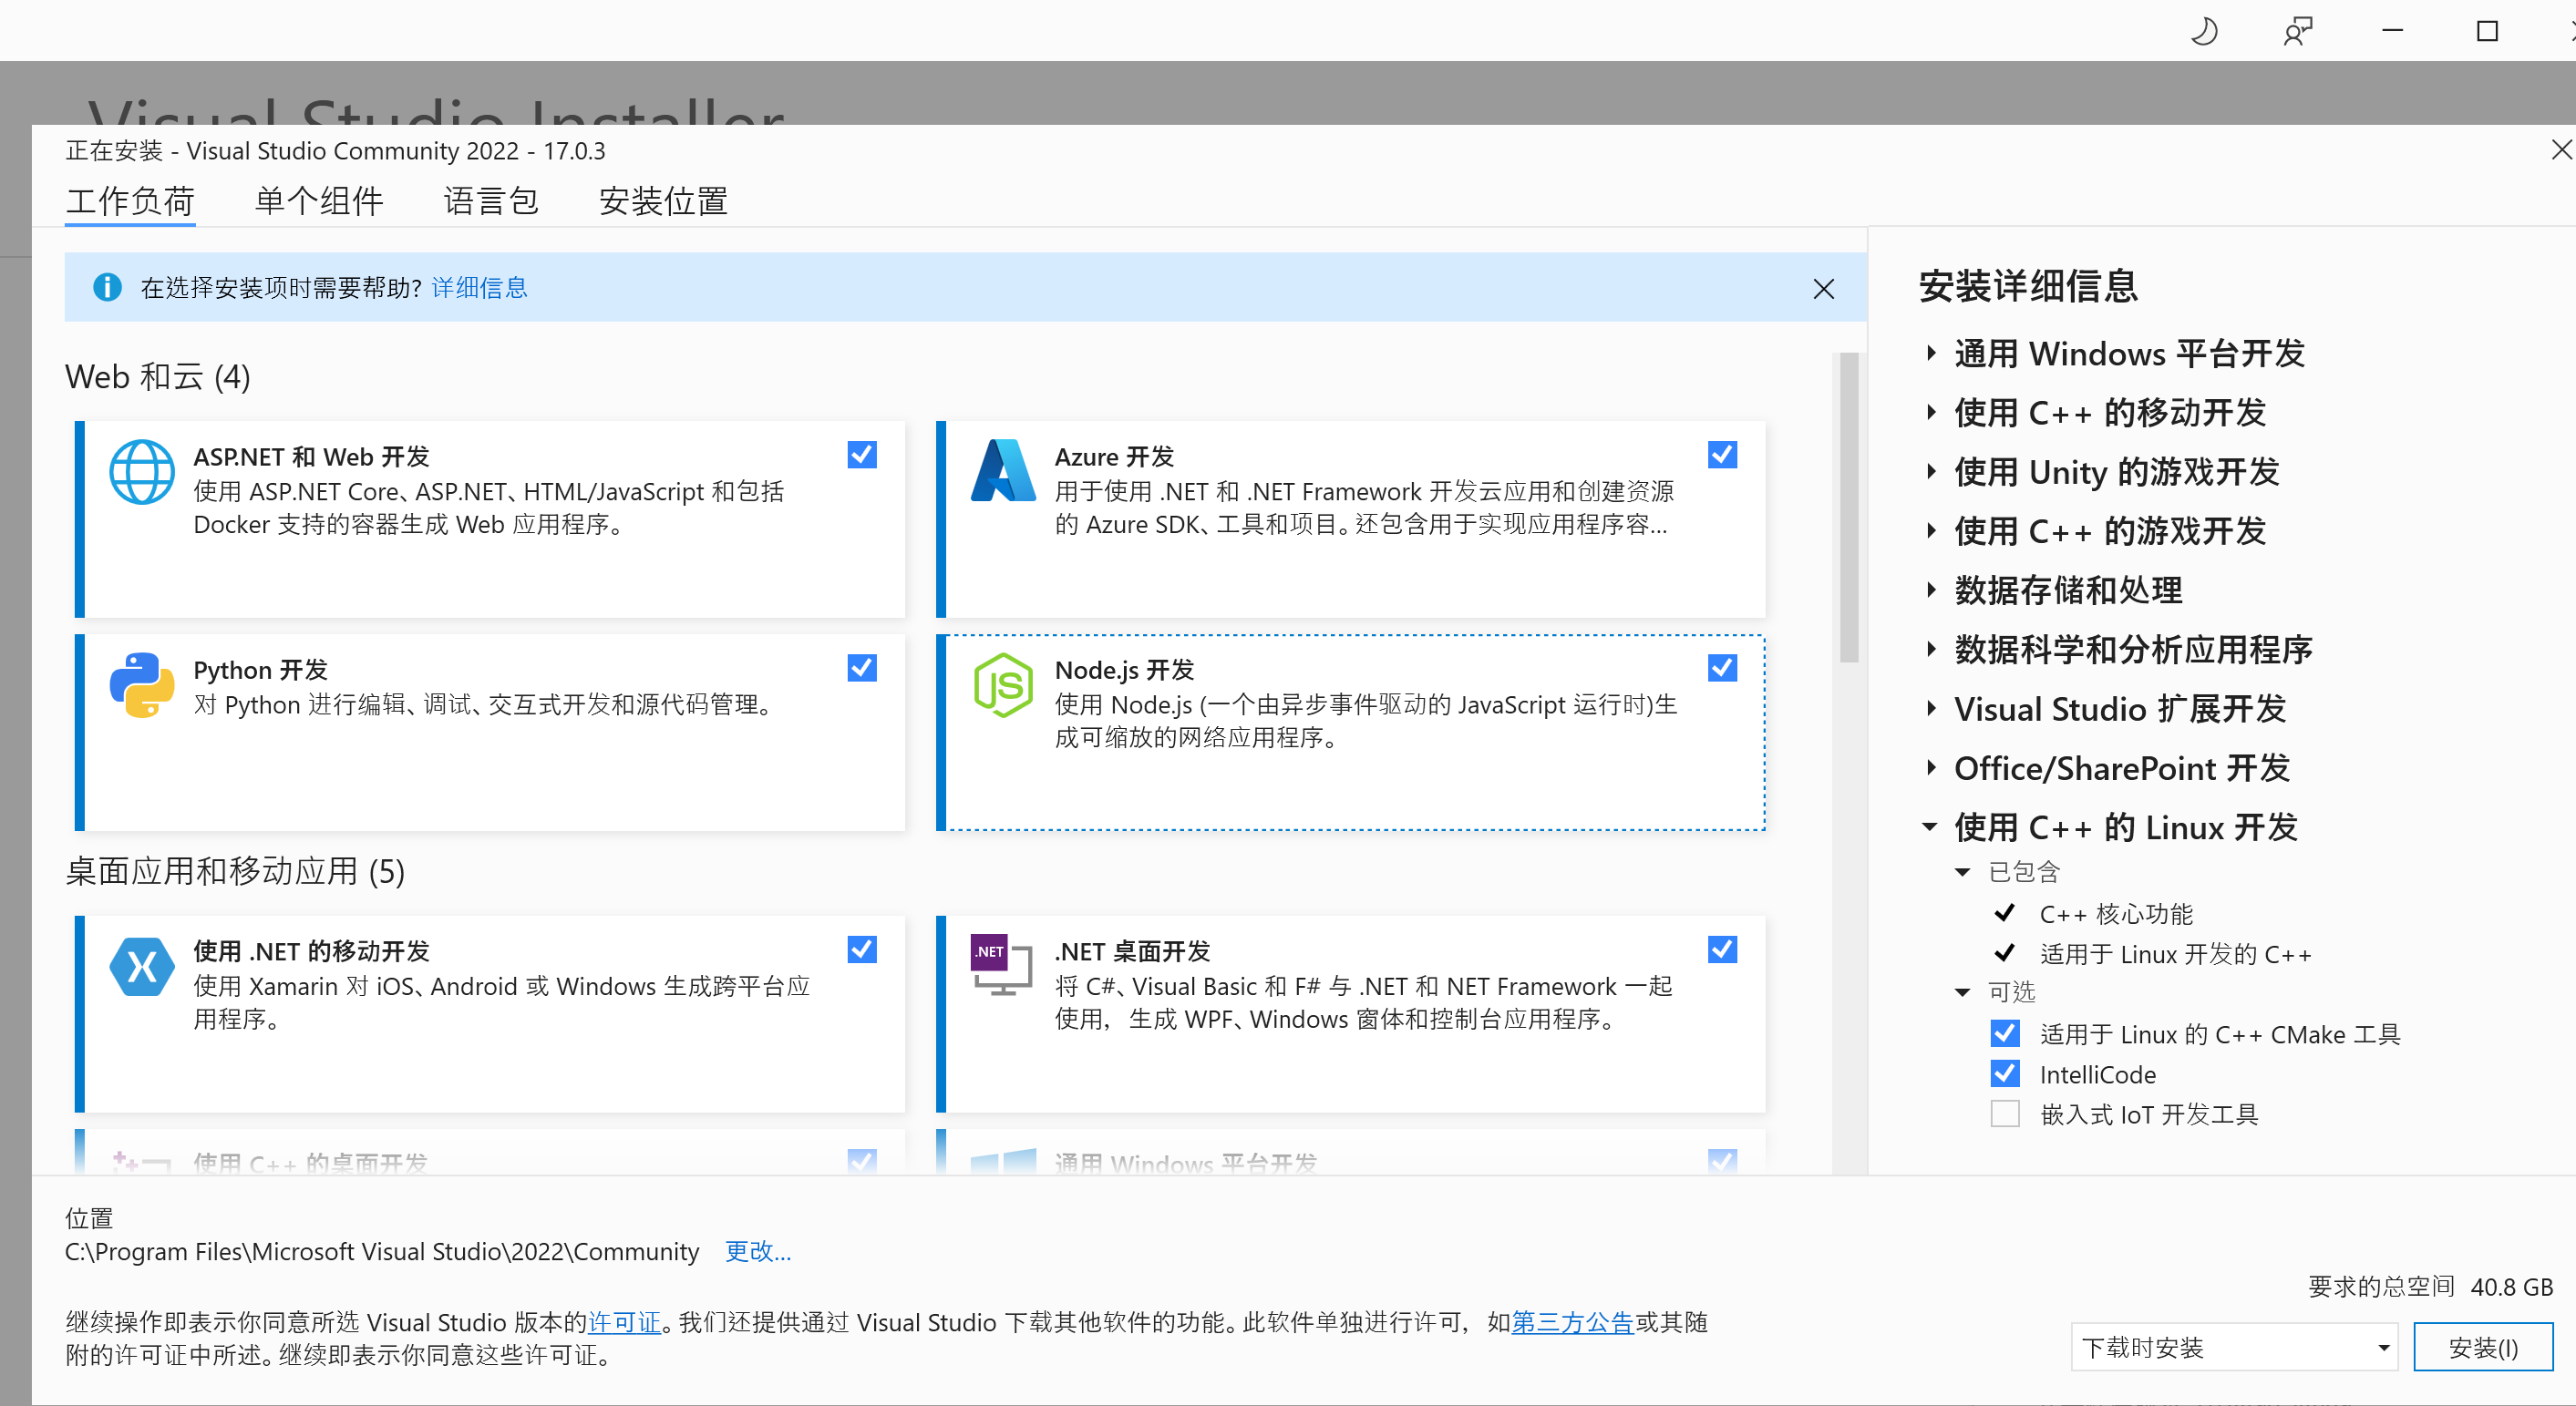 Visual Studio Installer
正在安装 - Visual Studio Community 2022 - 17.0.3
工作负荷 单个组件 语言包 安装位置
在选择安装项时需要帮助? 详细信息
Web 和云 (4)
ASP.NET 和 Web 开发
使用 ASP.NET Core、ASP.NET、HTML/JavaScript 和包括
Docker 支持的容器生成 Web 应用程序。
Azure 开发
用于使用 .NET 和 .NET Framework 开发云应用和创建资源
的 Azure SDK、工具和项目。还包含用于实现应用程序容...
Python 开发
对 Python 进行编辑、调试、交互式开发和源代码管理。
Node.js 开发
使用 Node.js (一个由异步事件驱动的 JavaScript 运行时)生
成可缩放的网络应用程序。
桌面应用和移动应用 (5)
使用 .NET 的移动开发
使用 Xamarin 对 iOS、Android 或 Windows 生成跨平台应
用程序。
.NET
.NET 桌面开发
将 C#、Visual Basic 和 F# 与 .NET 和 NET Framework 一起
使用，生成 WPF、Windows 窗体和控制台应用程序。
使用 C++ 的桌面开发
通用 Windows 平台开发
安装详细信息
通用 Windows 平台开发
使用 C++ 的移动开发
使用 Unity 的游戏开发
使用 C++ 的游戏开发
数据存储和处理
数据科学和分析应用程序
Visual Studio 扩展开发
Office/SharePoint 开发
使用 C++ 的 Linux 开发
已包含
C++ 核心功能
适用于 Linux 开发的 C++
可选
适用于 Linux 的 C++ CMake 工具
IntelliCode
嵌入式 IoT 开发工具
位置
C:\Program Files\Microsoft Visual Studio\2022\Community 更改...
继续操作即表示你同意所选 Visual Studio 版本的许可证。我们还提供通过 Visual Studio 下载其他软件的功能。此软件单独进行许可，如第三方公告或其随
附的许可证中所述。继续即表示你同意这些许可证。
要求的总空间 40.8 GB
下载时安装
安装(I)